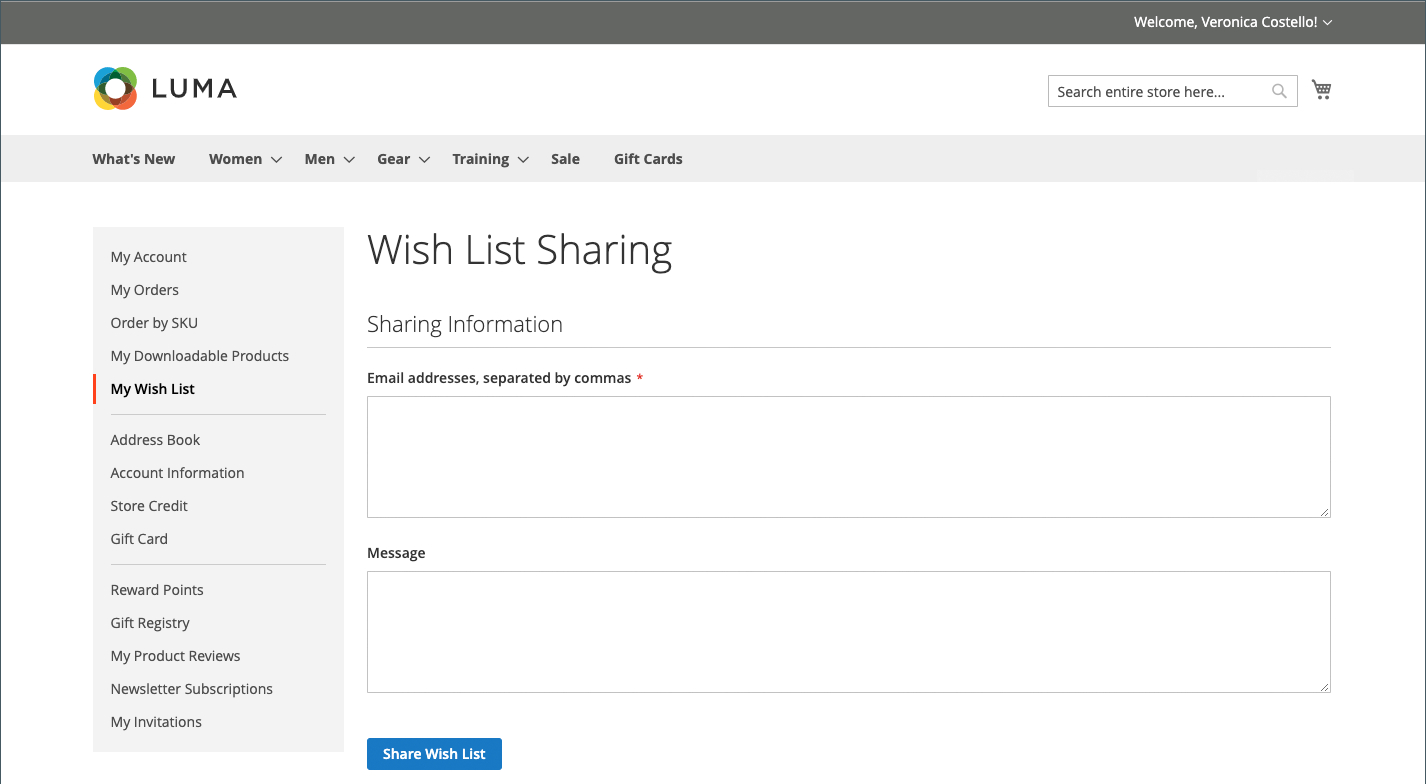 Welcome, Veronica Costello!
LUMA
Search entire store here...
What's New Women Men Gear Training Sale Gift Cards
My Account
My Orders
Order by SKU
My Downloadable Products
My Wish List
Address Book
Account Information
Store Credit
Gift Card
Reward Points
Gift Registry
My Product Reviews
Newsletter Subscriptions
My Invitations
Wish List Sharing
Sharing Information
Email addresses, separated by commas *
Message
Share Wish List